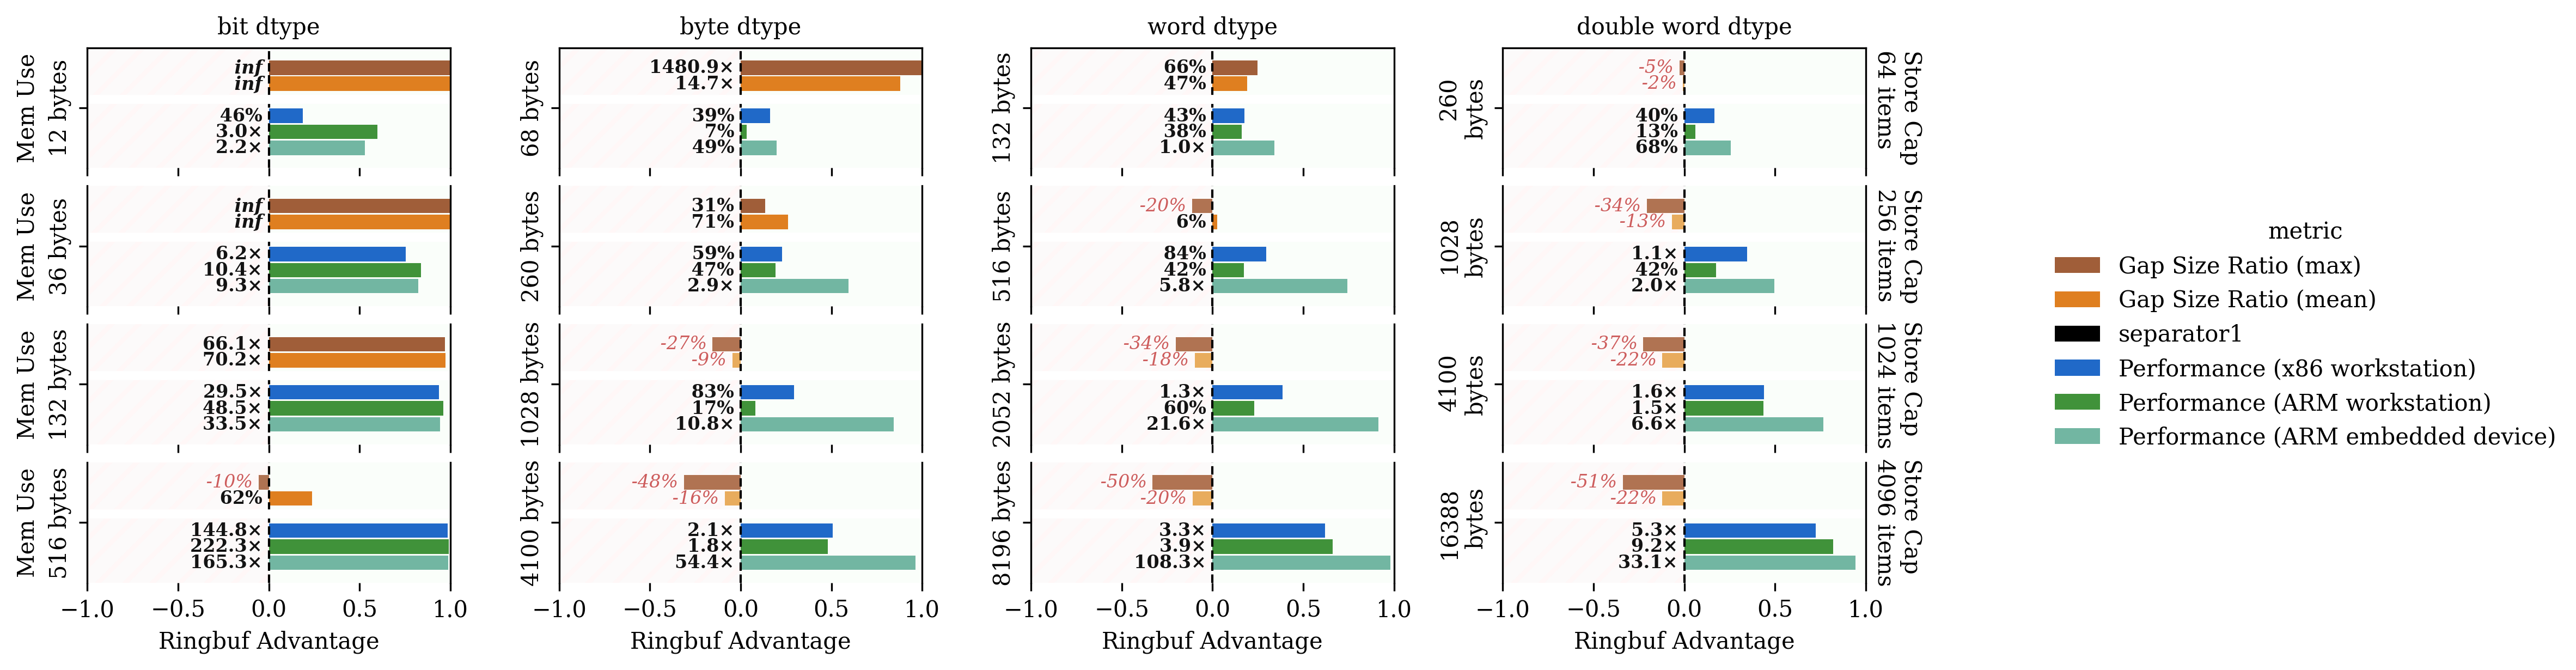 bit dtype
byte dtype
word dtype
double word dtype
Mem Use
12 bytes
inf
inf
46%
3.0×
2.2×
68 bytes
1480.9×
14.7×
39%
7%
49%
132 bytes
66%
47%
43%
38%
1.0×
260
bytes
-5%
-2%
40%
13%
68%
Store Cap
64 items
Mem Use
36 bytes
inf
inf
6.2×
10.4×
9.3×
260 bytes
31%
71%
59%
47%
2.9×
516 bytes
-20%
6%
84%
42%
5.8×
1028
bytes
-34%
-13%
1.1×
42%
2.0×
Store Cap
256 items
Mem Use
132 bytes
66.1×
70.2×
29.5×
48.5×
33.5×
1028 bytes
-27%
-9%
83%
17%
10.8×
2052 bytes
-34%
-18%
1.3×
60%
21.6×
4100
bytes
-37%
-22%
1.6×
1.5×
6.6×
Store Cap
1024 items
Mem Use
516 bytes
-10%
62%
144.8×
222.3×
165.3×
4100 bytes
-48%
-16%
2.1×
1.8×
54.4×
8196 bytes
-50%
-20%
3.3×
3.9×
108.3×
16388
bytes
-51%
-22%
5.3×
9.2×
33.1×
Store Cap
4096 items
−1.0 −0.5 0.0 0.5 1.0
−1.0 −0.5 0.0 0.5 1.0
−1.0 −0.5 0.0 0.5 1.0
−1.0 −0.5 0.0 0.5 1.0
Ringbuf Advantage
Ringbuf Advantage
Ringbuf Advantage
Ringbuf Advantage
metric
Gap Size Ratio (max)
Gap Size Ratio (mean)
separator1
Performance (x86 workstation)
Performance (ARM workstation)
Performance (ARM embedded device)